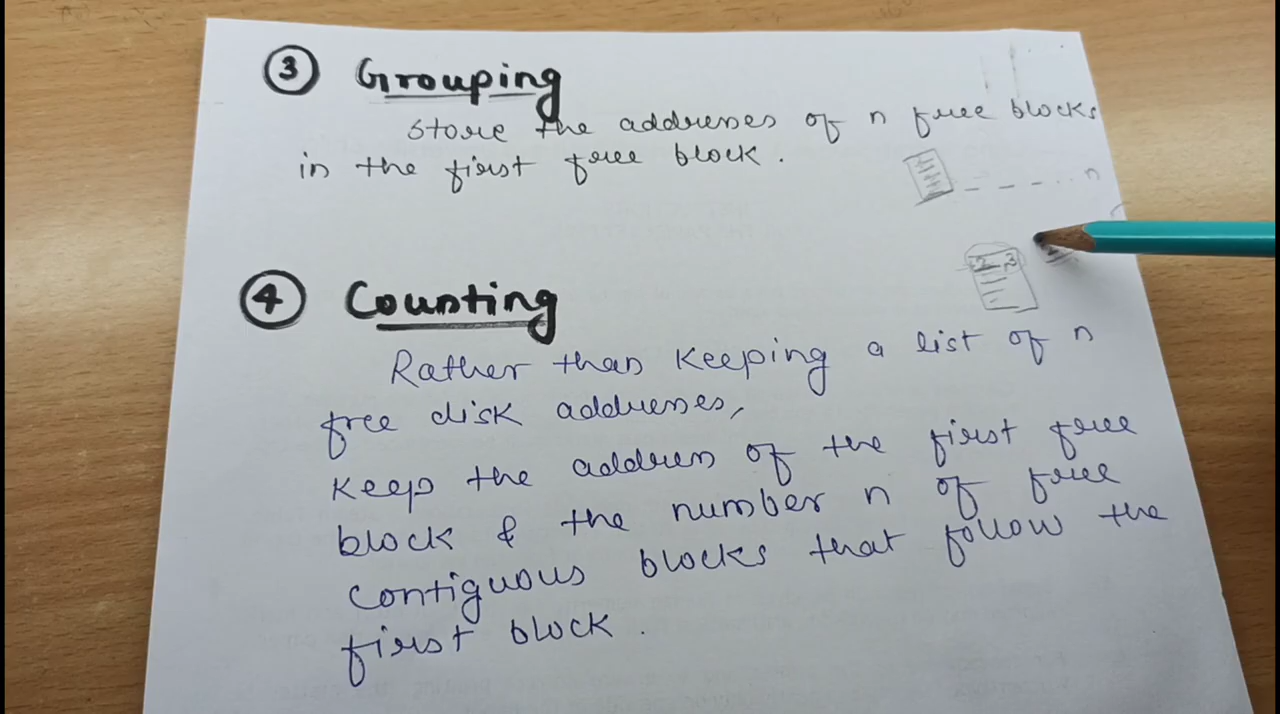 ③ Grouping
Store the addresses of n free blocks
in the first free block.
n
2, 3
④ Counting
Rather than keeping a list of n
free disk addresses,
keep the address of the first free
block & the number n of free
contiguous blocks that follow the
first block.